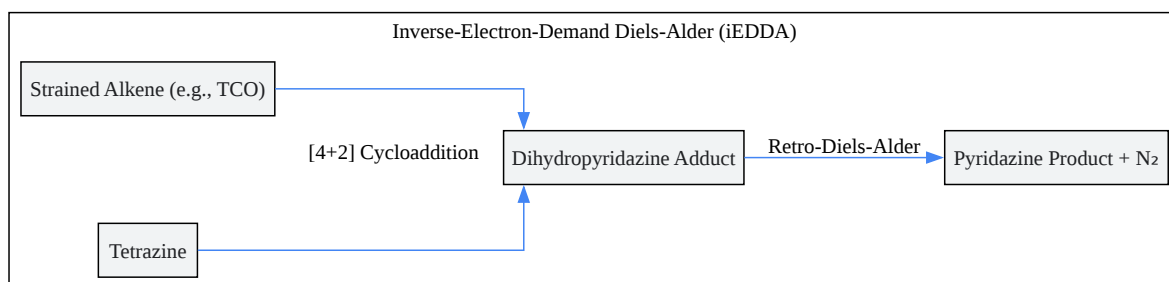 Inverse-Electron-Demand Diels-Alder (iEDDA)
Strained Alkene (e.g., TCO)
[4+2] Cycloaddition
Dihydropyridazine Adduct
Retro-Diels-Alder
Pyridazine Product + N₂
Tetrazine